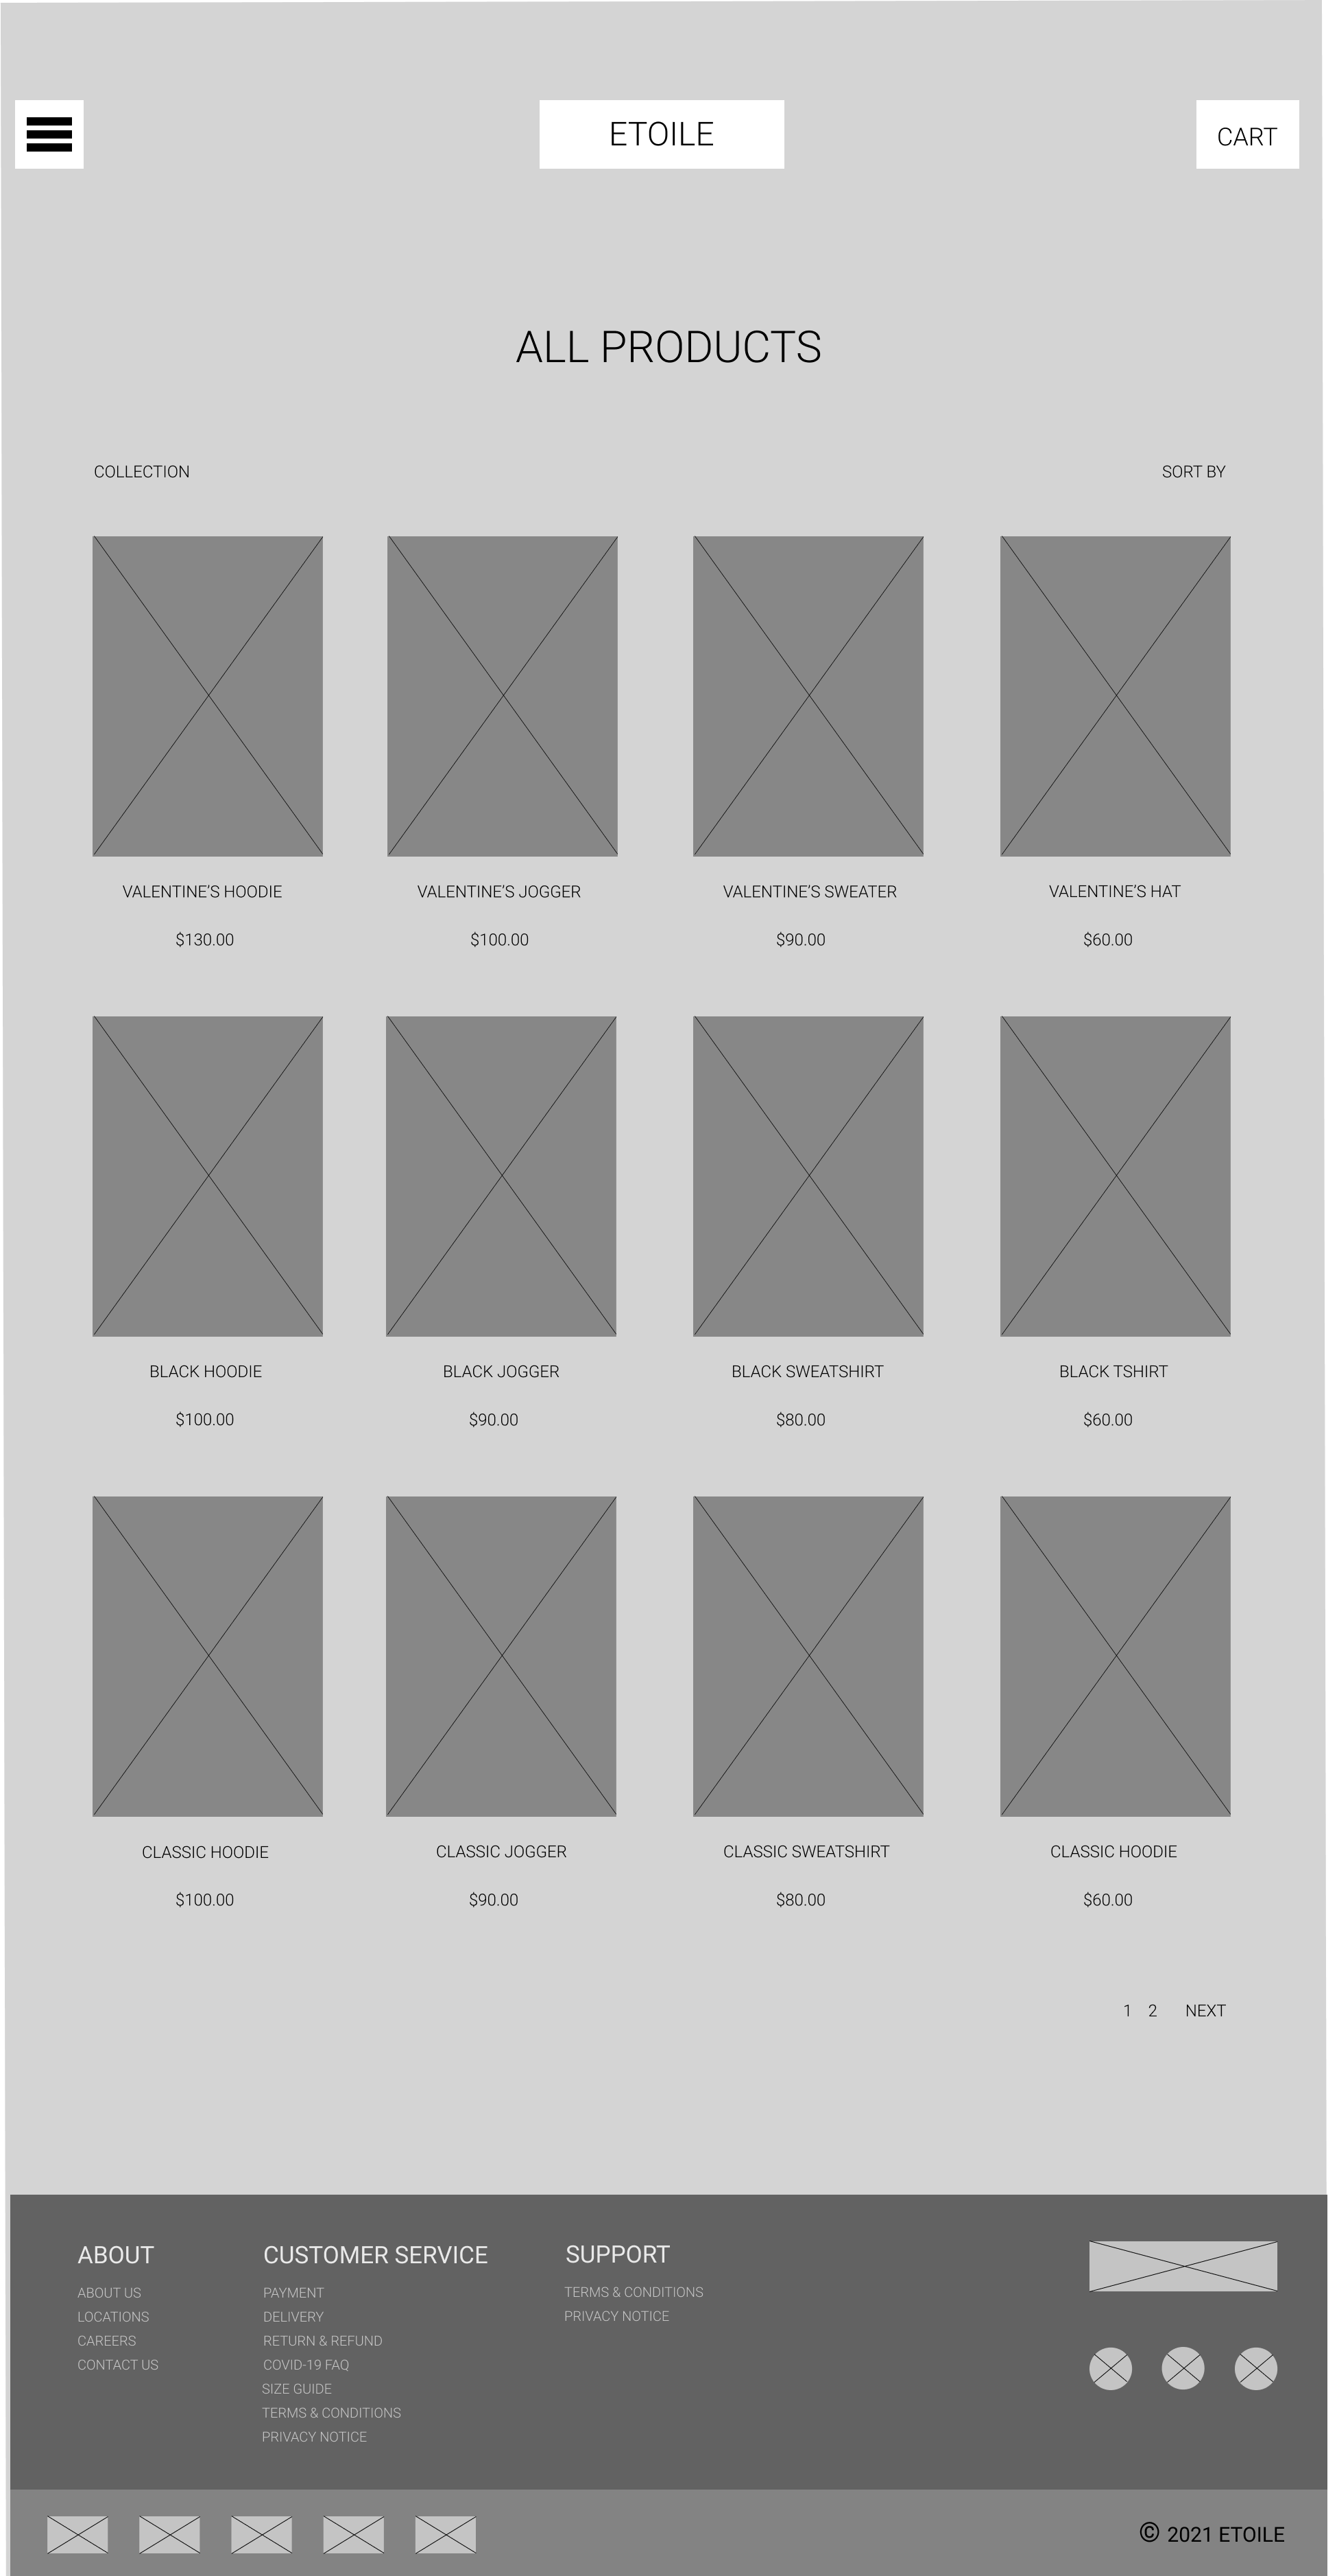 ETOILE
CART
ALL PRODUCTS
COLLECTION
SORT BY
VALENTINE’S HOODIE
VALENTINE’S JOGGER
VALENTINE’S SWEATER
VALENTINE’S HAT
$130.00
$100.00
$90.00
$60.00
BLACK HOODIE
BLACK JOGGER
BLACK SWEATSHIRT
BLACK TSHIRT
$100.00
$90.00
$80.00
$60.00
CLASSIC HOODIE
CLASSIC JOGGER
CLASSIC SWEATSHIRT
CLASSIC HOODIE
$100.00
$90.00
$80.00
$60.00
1 2 NEXT
ABOUT
ABOUT US
LOCATIONS
CAREERS
CONTACT US
CUSTOMER SERVICE
PAYMENT
DELIVERY
RETURN & REFUND
COVID-19 FAQ
SIZE GUIDE
TERMS & CONDITIONS
PRIVACY NOTICE
SUPPORT
TERMS & CONDITIONS
PRIVACY NOTICE
© 2021 ETOILE